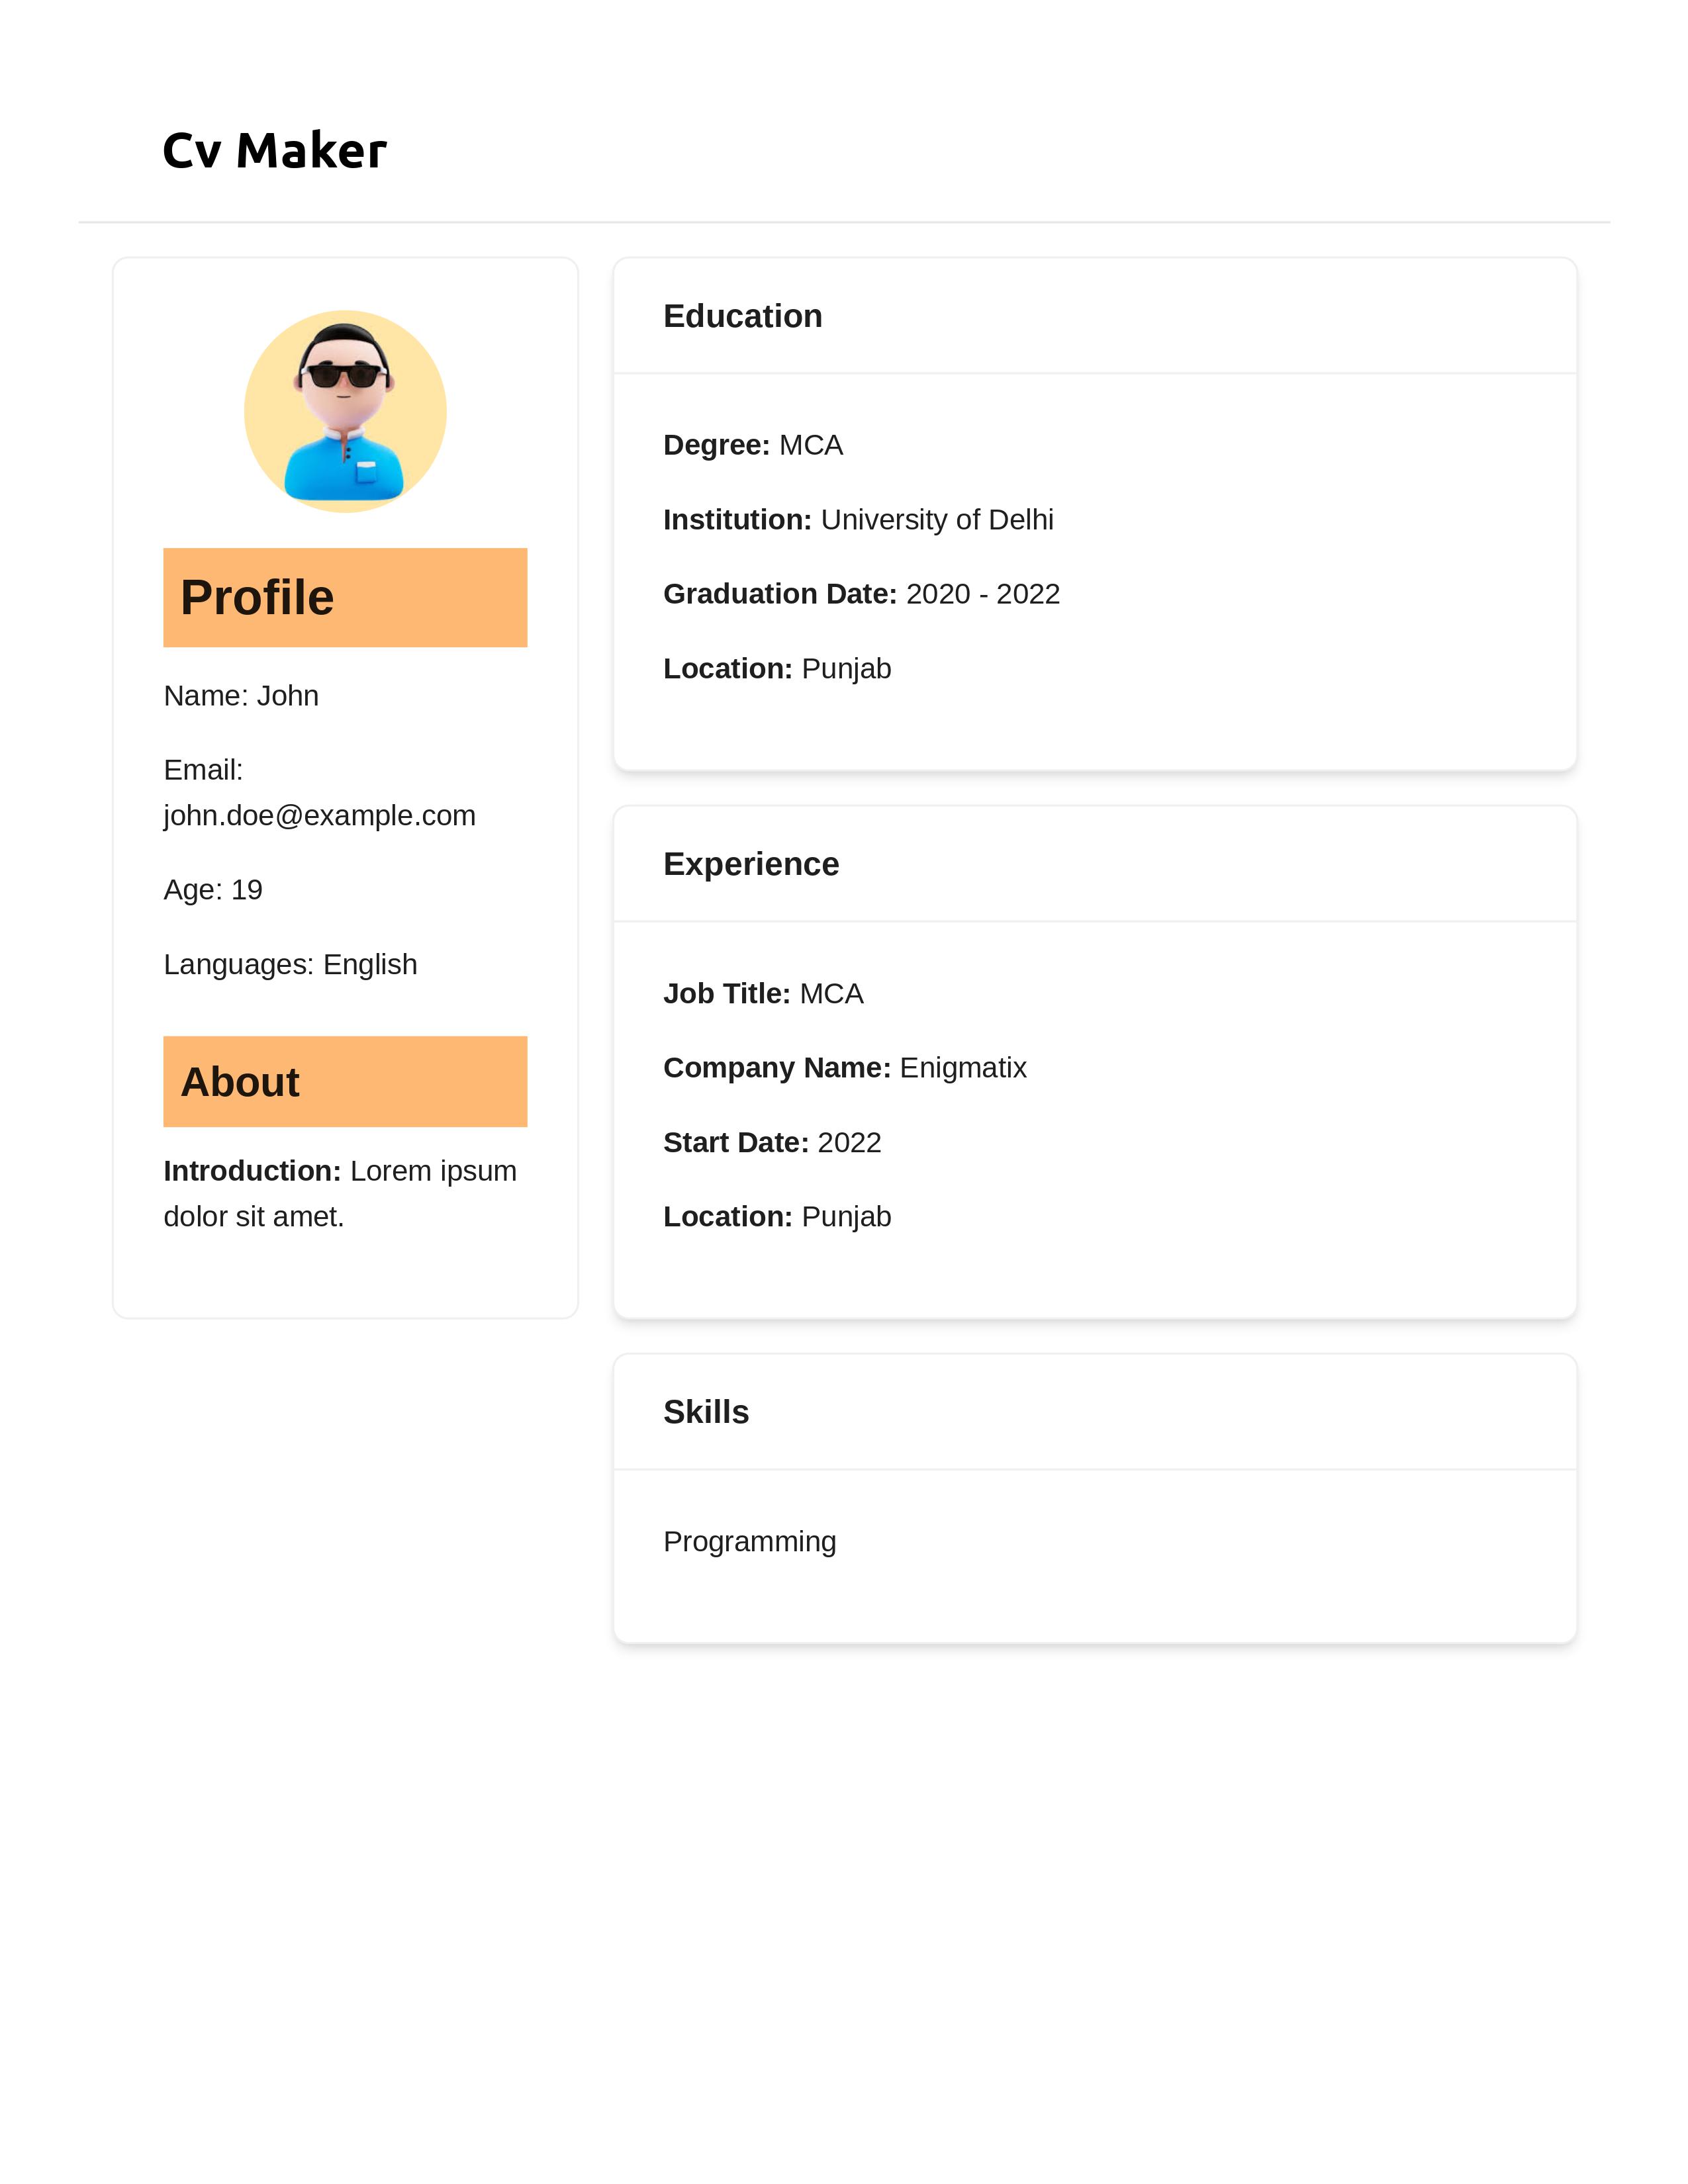 Cv Maker
Profile
Name: John
Email:
john.doe@example.com
Age: 19
Languages: English
About
Introduction: Lorem ipsum
dolor sit amet.
Education
Degree: MCA
Institution: University of Delhi
Graduation Date: 2020 - 2022
Location: Punjab
Experience
Job Title: MCA
Company Name: Enigmatix
Start Date: 2022
Location: Punjab
Skills
Programming